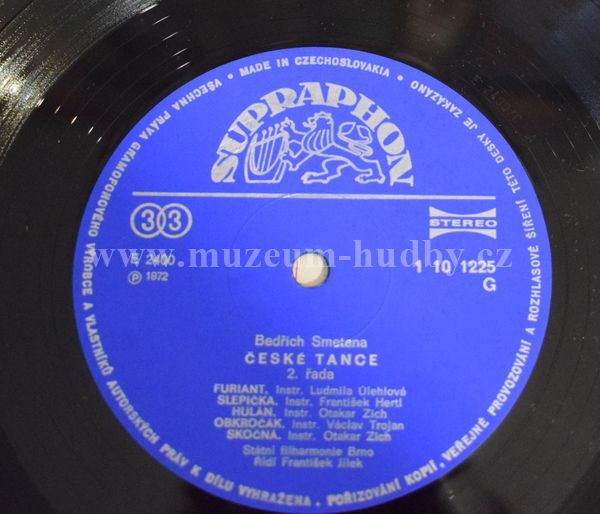 VŠECHNA PRÁVA GRAMOFONOVÉHO VÝROBCE A VLASTNÍKŮ AUTORSKÝCH PRÁV K DÍLU VYHRAŽENA. POŘIZOVÁNÍ KOPIÍ, VEŘEJNÉ PROVOZOVÁNÍ A ROZHLASOVÉ ŠÍŘENÍ TÉTO DESKY JE ZAKÁZÁNO • MADE IN CZECHOSLOVAKIA •
SUPRAPHON
33
STEREO
www.muzeum-hudby.cz
E 2400
Ⓟ 1972
1 10 1225
G
Bedřich Smetana
ČESKÉ TANCE
2. řada
FURIANT. Instr. Ludmila Úlehlová
SLEPIČKA. Instr. František Hertl
HULÁN. Instr. Otakar Zich
OBKROČÁK. Instr. Václav Trojan
SKOČNÁ. Instr. Otakar Zich
Státní filharmonie Brno
Řídí František Jílek